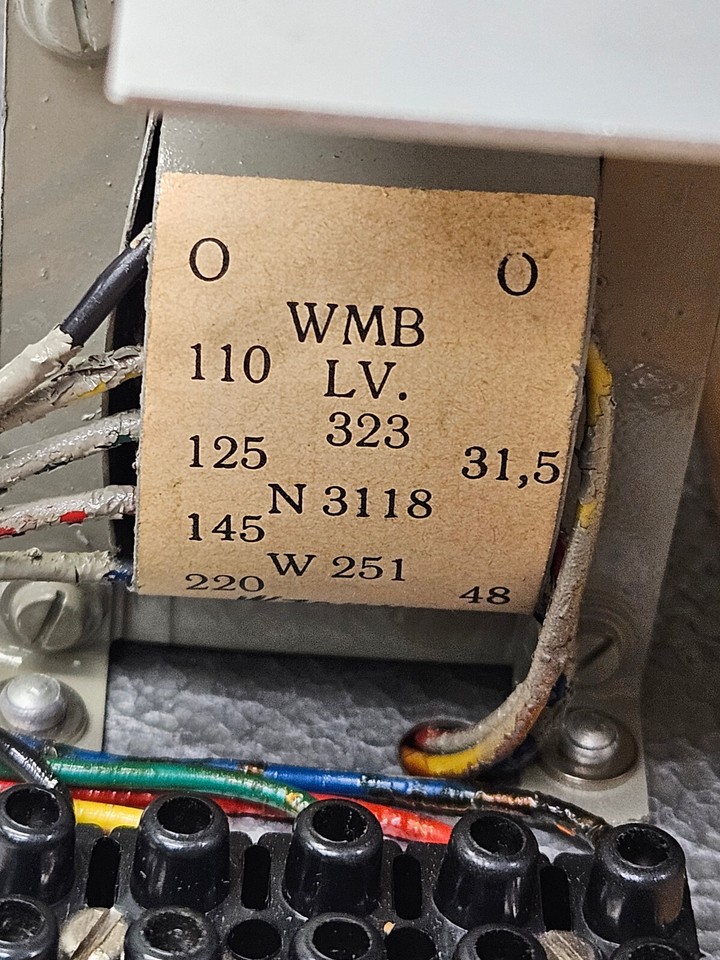 O O
WMB
110 LV.
323
125 31,5
N 3118
145
W 251
220 48